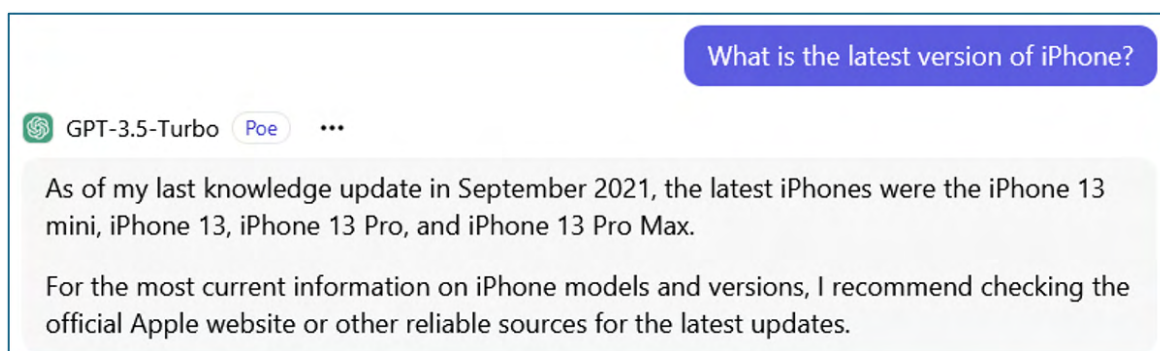 What is the latest version of iPhone?
GPT-3.5-Turbo Poe •••
As of my last knowledge update in September 2021, the latest iPhones were the iPhone 13
mini, iPhone 13, iPhone 13 Pro, and iPhone 13 Pro Max.
For the most current information on iPhone models and versions, I recommend checking the
official Apple website or other reliable sources for the latest updates.